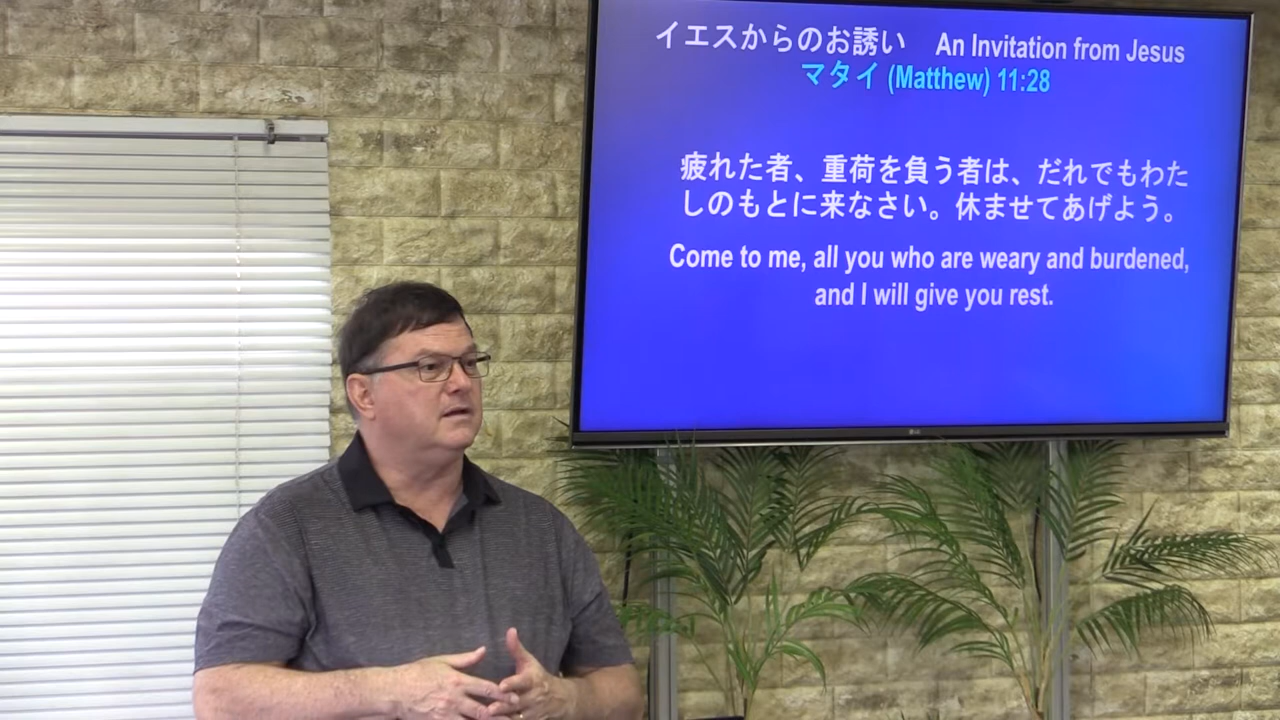 イエスからのお誘い An Invitation from Jesus
マタイ (Matthew) 11:28
疲れた者、重荷を負う者は、だれでもわた
しのもとに来なさい。休ませてあげよう。
Come to me, all you who are weary and burdened,
and I will give you rest.
LG